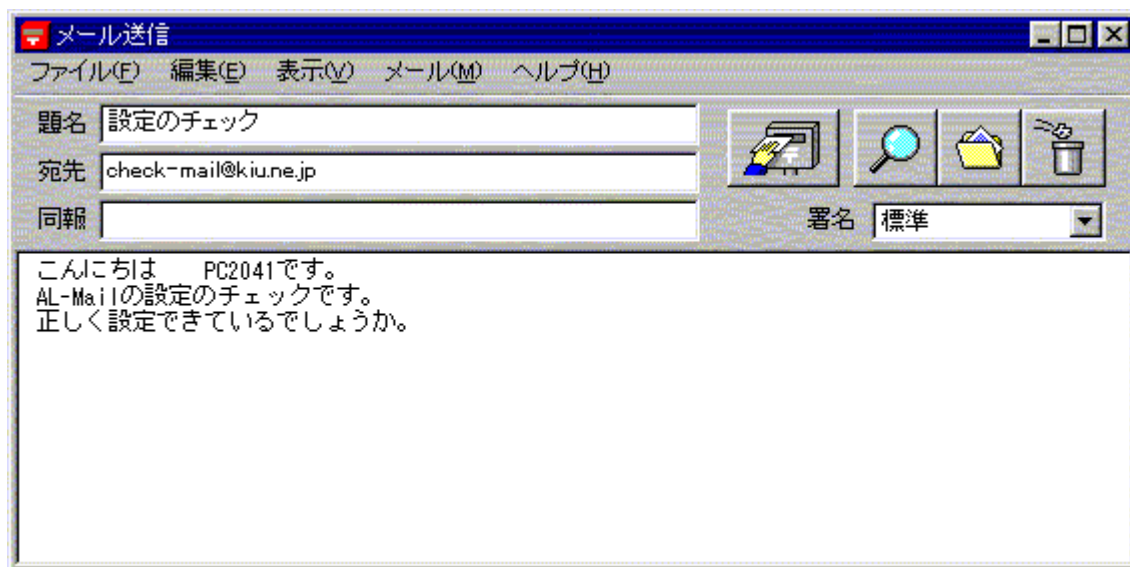 メール送信
ファイル(F) 編集(E) 表示(V) メール(M) ヘルプ(H)
題名 設定のチェック
宛先 check-mail@kiu.ne.jp
同報
署名 標準
こんにちは　　PC2041です。
AL-Mailの設定のチェックです。
正しく設定できているでしょうか。